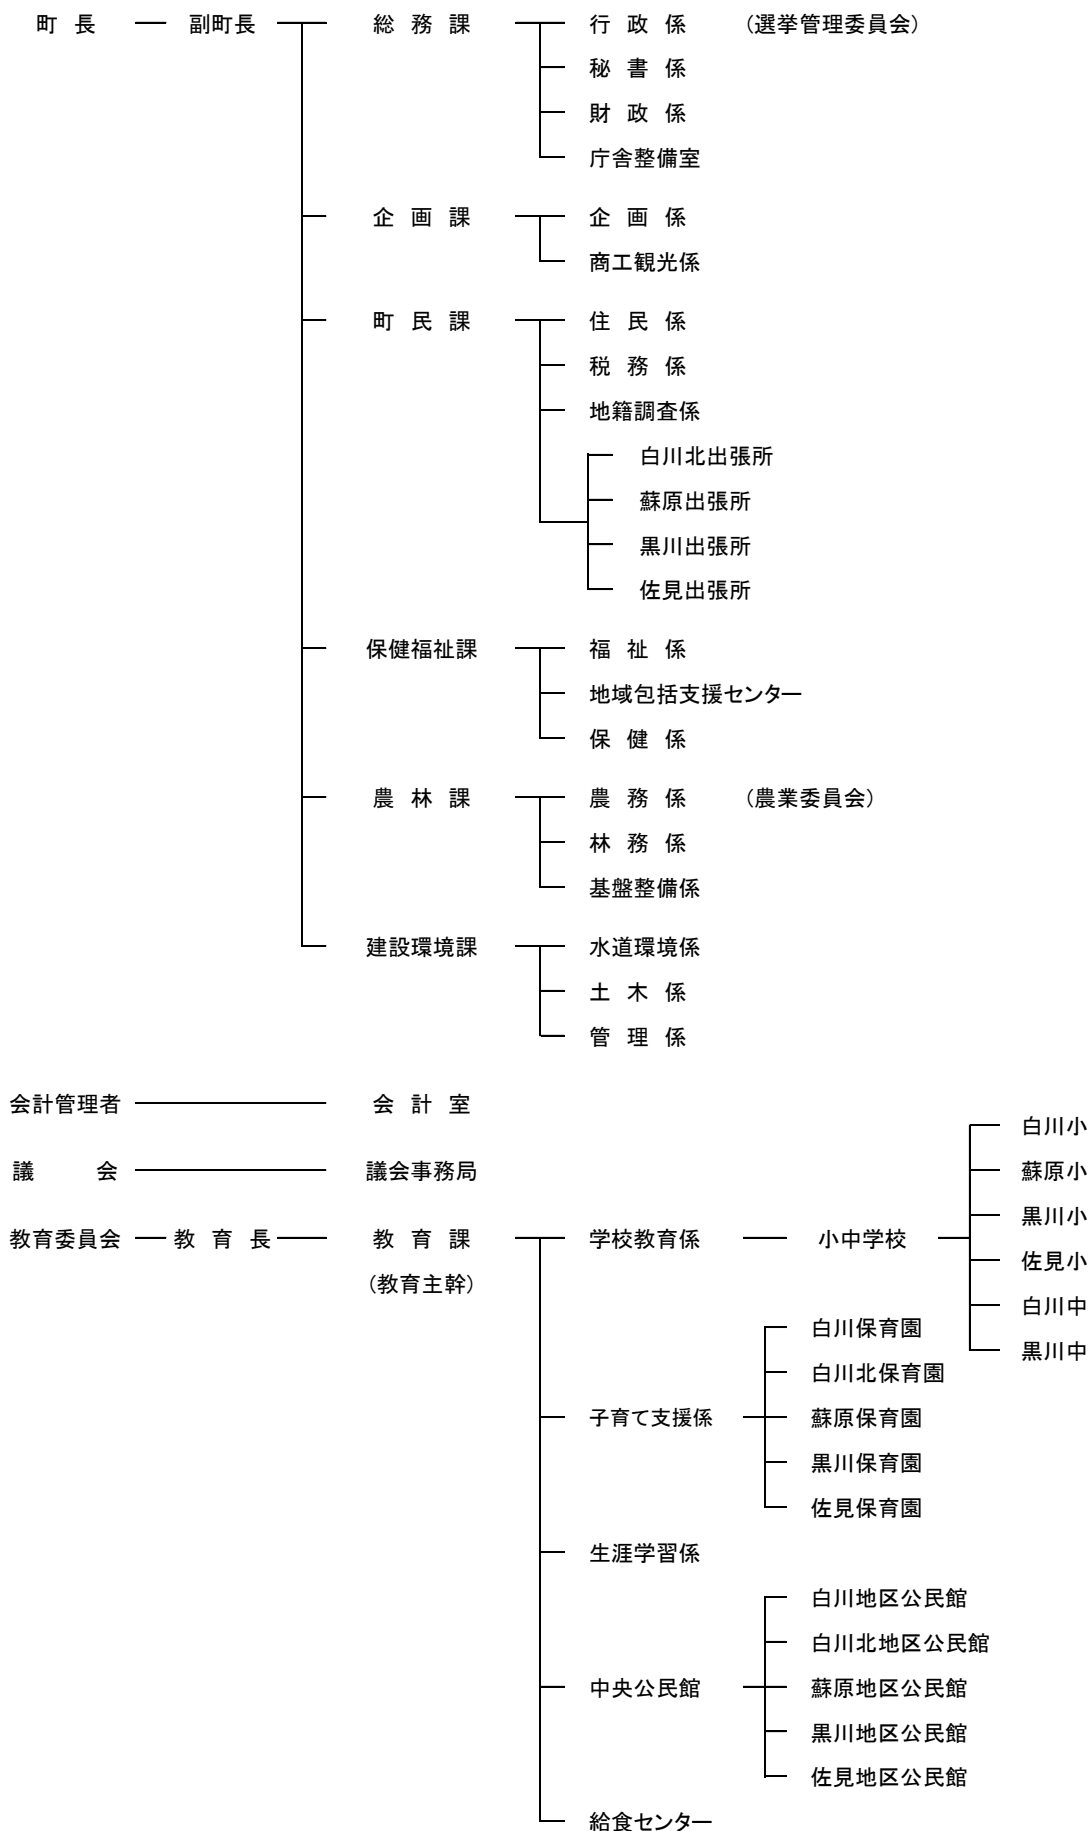 町長 副町長 総務課 行政係 (選挙管理委員会)
秘書係
財政係
庁舎整備室
企画課 企画係
商工観光係
町民課 住民係
税務係
地籍調査係
白川北出張所
蘇原出張所
黒川出張所
佐見出張所
保健福祉課 福祉係
地域包括支援センター
保健係
農林課 農務係 (農業委員会)
林務係
基盤整備係
建設環境課 水道環境係
土木係
管理係
会計管理者 会計室
白川小
議会 議会事務局 蘇原小
黒川小
教育委員会 教育長 教育課 学校教育係 小中学校
佐見小
(教育主幹)
白川中
白川保育園
黒川中
白川北保育園
子育て支援係 蘇原保育園
黒川保育園
佐見保育園
生涯学習係
白川地区公民館
白川北地区公民館
中央公民館 蘇原地区公民館
黒川地区公民館
佐見地区公民館
給食センター